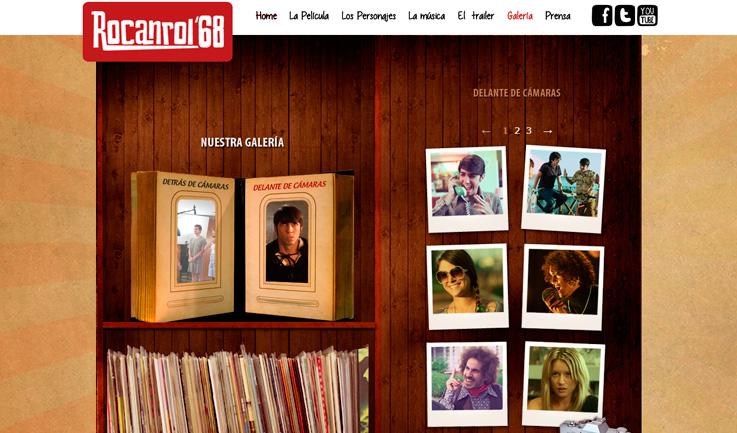 Rocanrol'68
Home La Película Los Personajes La música El trailer Galería Prensa
f t YOU
TUBE
DELANTE DE CÁMARAS
← 1 2 3 →
NUESTRA GALERÍA
DETRÁS DE CÁMARAS
DELANTE DE CÁMARAS